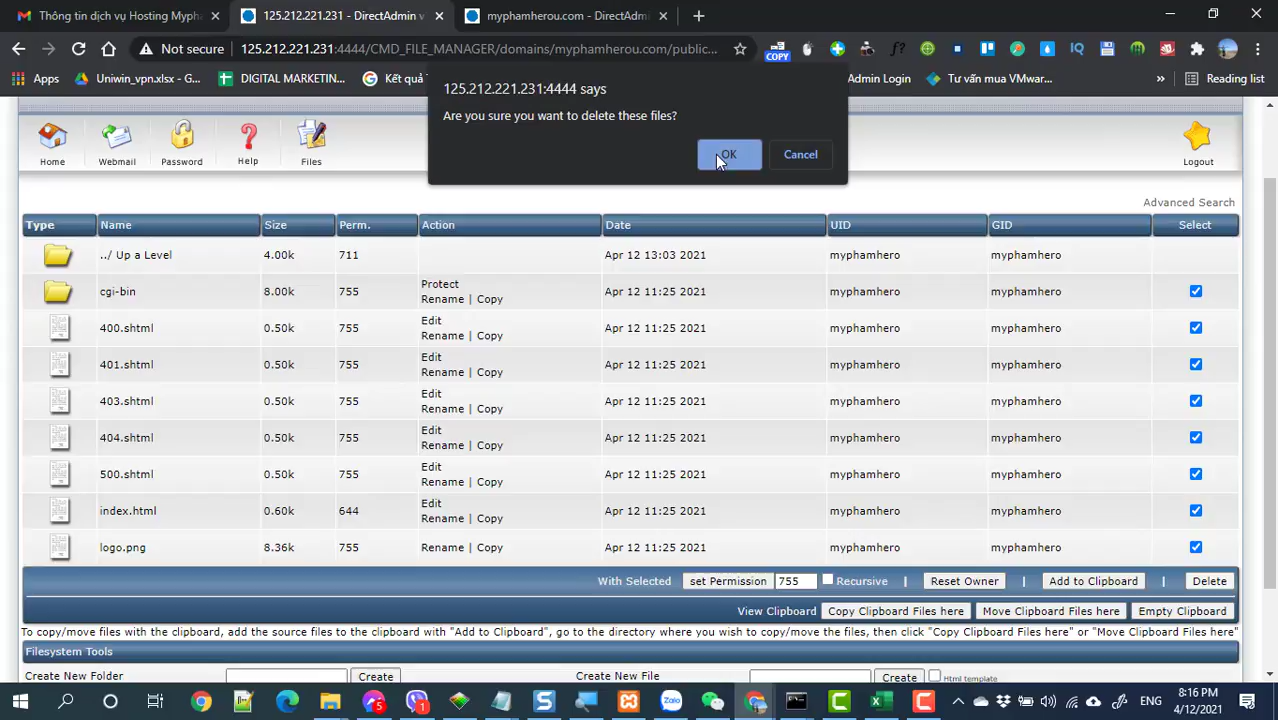 Thông tin dịch vụ Hosting Mypha
125.212.221.231 - DirectAdmin v
myphamherou.com - DirectAdmi
Not secure
125.212.221.231:4444/CMD_FILE_MANAGER/domains/myphamherou.com/public...
COPY
f?
IQ
Apps
Uniwin_vpn.xlsx - G...
DIGITAL MARKETIN...
Kết quả
Admin Login
Tư vấn mua VMwar...
»
Reading list
125.212.221.231:4444 says
Are you sure you want to delete these files?
OK
Cancel
Home
Webmail
Password
Help
Files
Logout
Advanced Search
Type Name Size Perm. Action Date UID GID Select
../ Up a Level 4.00k 711 Apr 12 13:03 2021 myphamhero myphamhero
Protect
cgi-bin 8.00k 755 Apr 12 11:25 2021 myphamhero myphamhero
Rename | Copy
Edit
400.shtml 0.50k 755 Apr 12 11:25 2021 myphamhero myphamhero
Rename | Copy
Edit
401.shtml 0.50k 755 Apr 12 11:25 2021 myphamhero myphamhero
Rename | Copy
Edit
403.shtml 0.50k 755 Apr 12 11:25 2021 myphamhero myphamhero
Rename | Copy
Edit
404.shtml 0.50k 755 Apr 12 11:25 2021 myphamhero myphamhero
Rename | Copy
Edit
500.shtml 0.50k 755 Apr 12 11:25 2021 myphamhero myphamhero
Rename | Copy
Edit
index.html 0.60k 644 Apr 12 11:25 2021 myphamhero myphamhero
Rename | Copy
logo.png 8.36k 755 Rename | Copy Apr 12 11:25 2021 myphamhero myphamhero
With Selected set Permission 755 Recursive | Reset Owner | Add to Clipboard | Delete
View Clipboard Copy Clipboard Files here Move Clipboard Files here Empty Clipboard
To copy/move files with the clipboard, add the source files to the clipboard with "Add to Clipboard", go to the directory where you wish to copy/move the files, then click "Copy Clipboard Files here" or "Move Clipboard Files here"
Filesystem Tools
Create New Folder Create Create New File Create Html template
5
1
Zalo
ENG
8:16 PM
4/12/2021